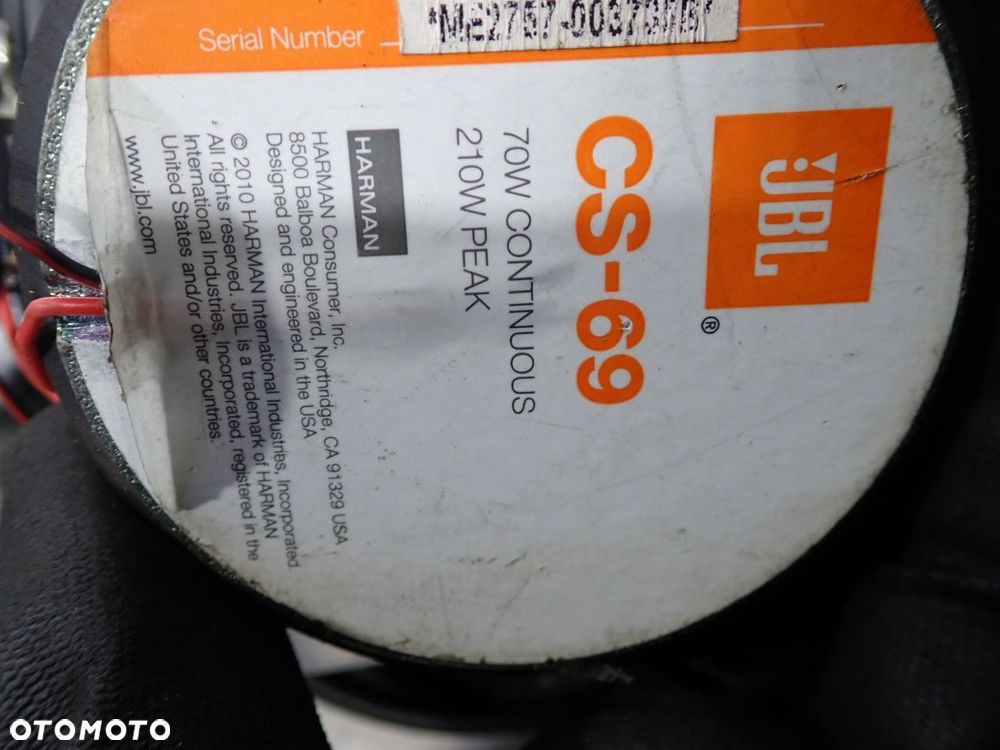 Serial Number
JBL
®
CS-69
70W CONTINUOUS
210W PEAK
HARMAN
HARMAN Consumer, Inc.
8500 Balboa Boulevard, Northridge, CA 91329 USA
Designed and engineered in the USA
© 2010 HARMAN International Industries, Incorporated
All rights reserved. JBL is a trademark of HARMAN
International Industries, Incorporated, registered in the
United States and/or other countries.
www.jbl.com
OTOMOTO